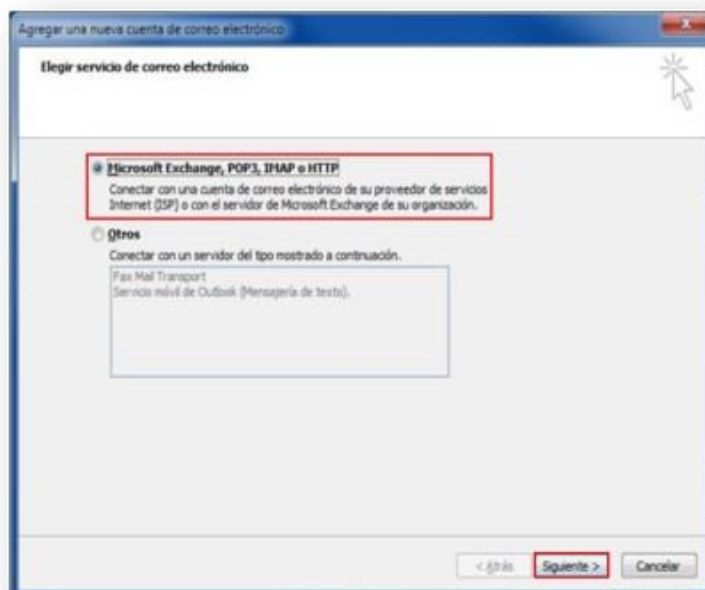 Agregar una nueva cuenta de correo electrónico
Elegir servicio de correo electrónico
Microsoft Exchange, POP3, IMAP o HTTP
Conectar con una cuenta de correo electrónico de su proveedor de servicios
Internet (ISP) o con el servidor de Microsoft Exchange de su organización.
Otros
Conectar con un servidor del tipo mostrado a continuación.
Fax Mail Transport
Servicio móvil de Outlook (Mensajería de texto).
< Atrás
Siguiente >
Cancelar